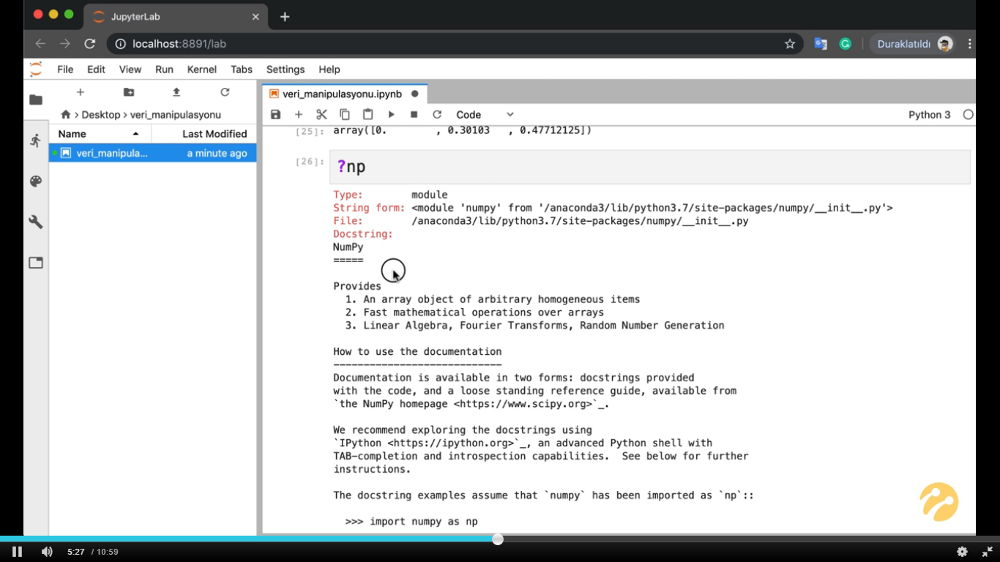 JupyterLab
localhost:8891/lab
Duraklatıldı
File Edit View Run Kernel Tabs Settings Help
veri_manipulasyonu.ipynb
Desktop > veri_manipulasyonu
Code
Python 3
Name Last Modified
veri_manipula... a minute ago
[25]: array([0. , 0.30103 , 0.47712125])
[26]: ?np
Type: module
String form: <module 'numpy' from '/anaconda3/lib/python3.7/site-packages/numpy/__init__.py'>
File: /anaconda3/lib/python3.7/site-packages/numpy/__init__.py
Docstring:
NumPy
=====
Provides
1. An array object of arbitrary homogeneous items
2. Fast mathematical operations over arrays
3. Linear Algebra, Fourier Transforms, Random Number Generation
How to use the documentation
----------------------------
Documentation is available in two forms: docstrings provided
with the code, and a loose standing reference guide, available from
`the NumPy homepage <https://www.scipy.org>`_.
We recommend exploring the docstrings using
`IPython <https://ipython.org>`_, an advanced Python shell with
TAB-completion and introspection capabilities.  See below for further
instructions.
The docstring examples assume that `numpy` has been imported as `np`::
>>> import numpy as np
5:27 / 10:59